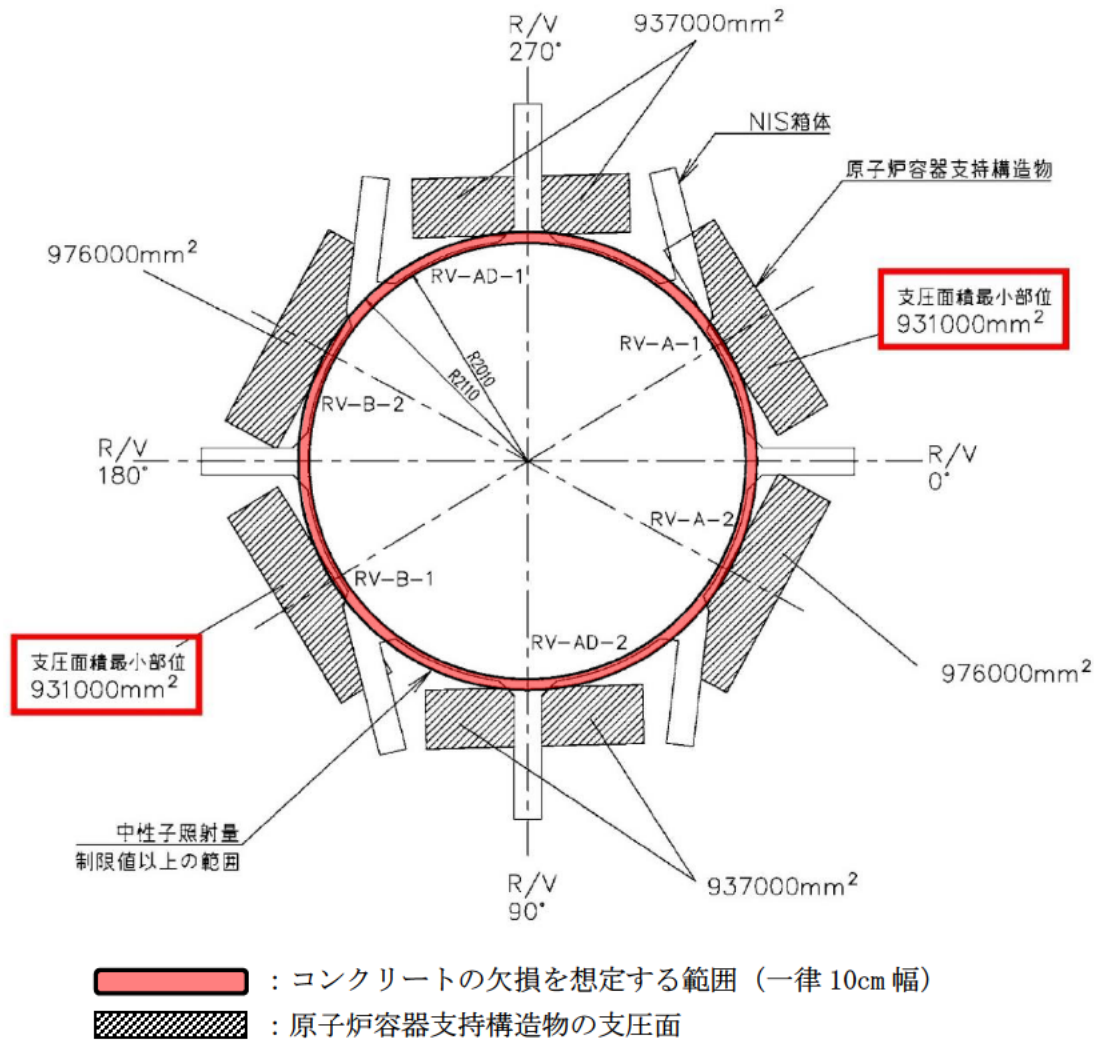 R/V
270°
937000mm²
NIS箱体
原子炉容器支持構造物
976000mm²
RV-AD-1
支圧面積最小部位
931000mm²
RV-A-1
R2010
R2110
RV-B-2
R/V
180°
R/V
0°
RV-A-2
RV-B-1
RV-AD-2
支圧面積最小部位
931000mm²
976000mm²
中性子照射量
制限値以上の範囲
R/V
90°
937000mm²
：コンクリートの欠損を想定する範囲（一律 10cm 幅）
：原子炉容器支持構造物の支圧面